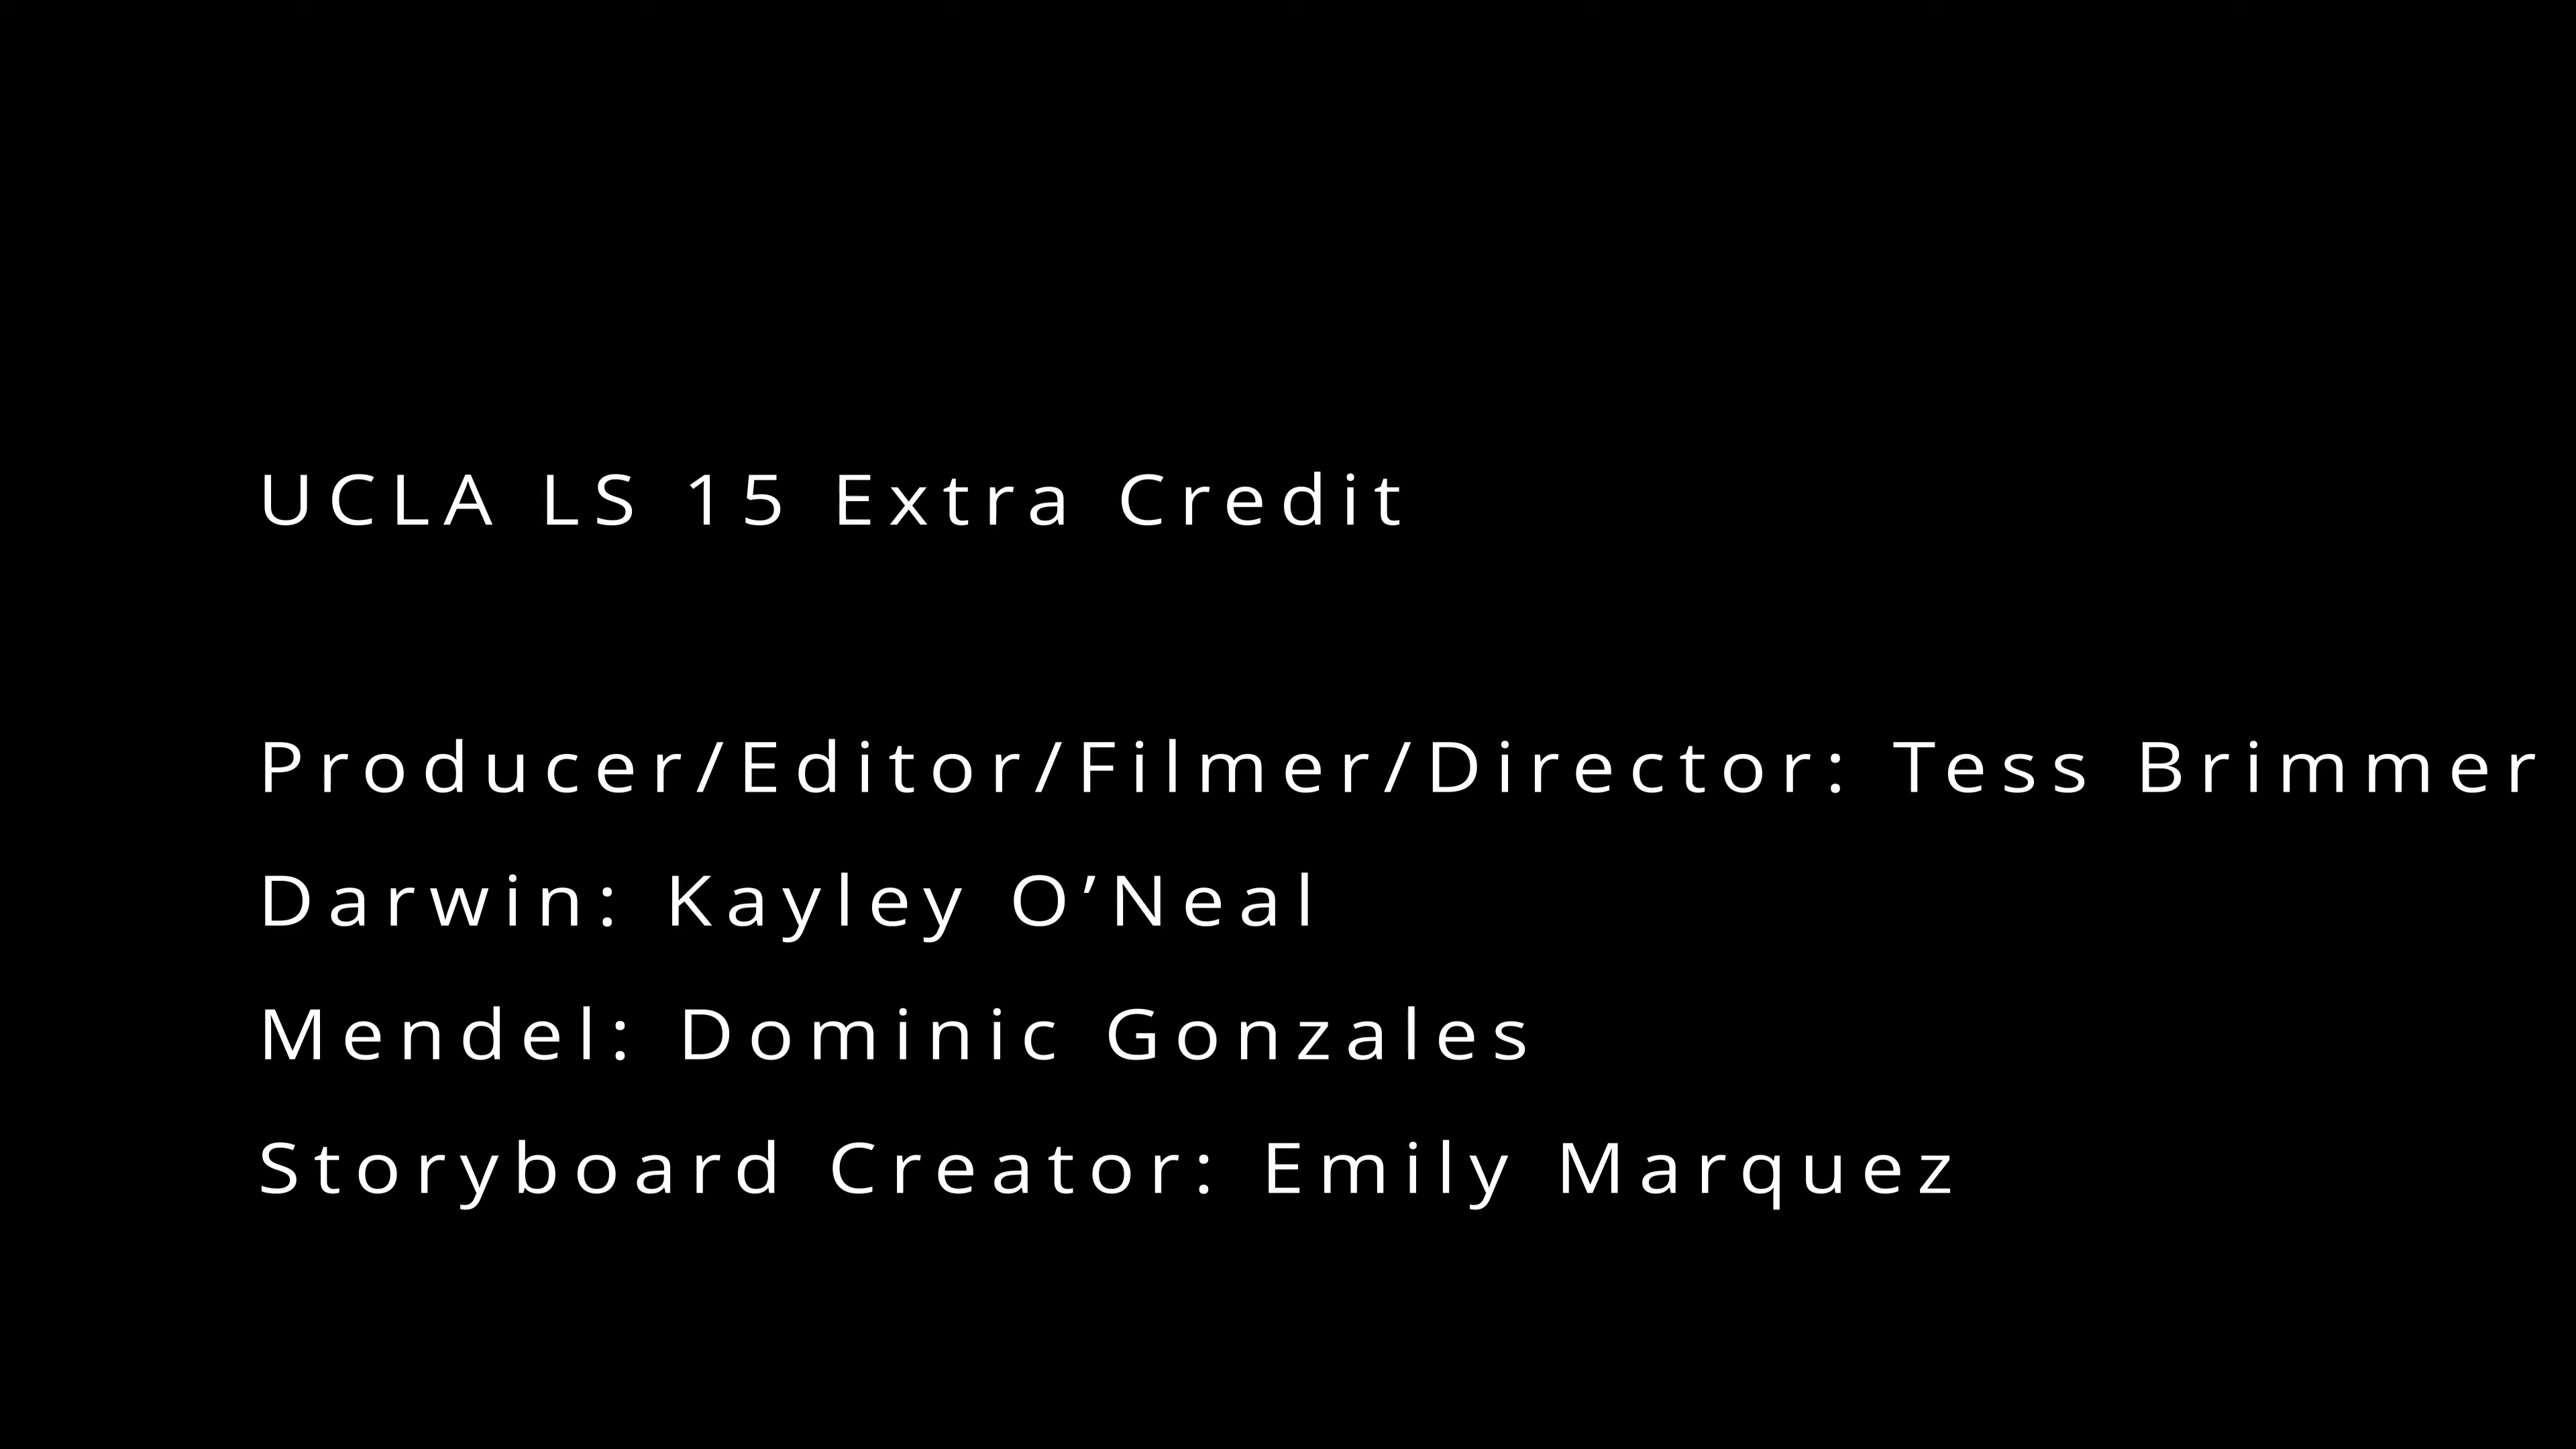 UCLA LS 15 Extra Credit
Producer/Editor/Filmer/Director: Tess Brimmer
Darwin: Kayley O’Neal
Mendel: Dominic Gonzales
Storyboard Creator: Emily Marquez